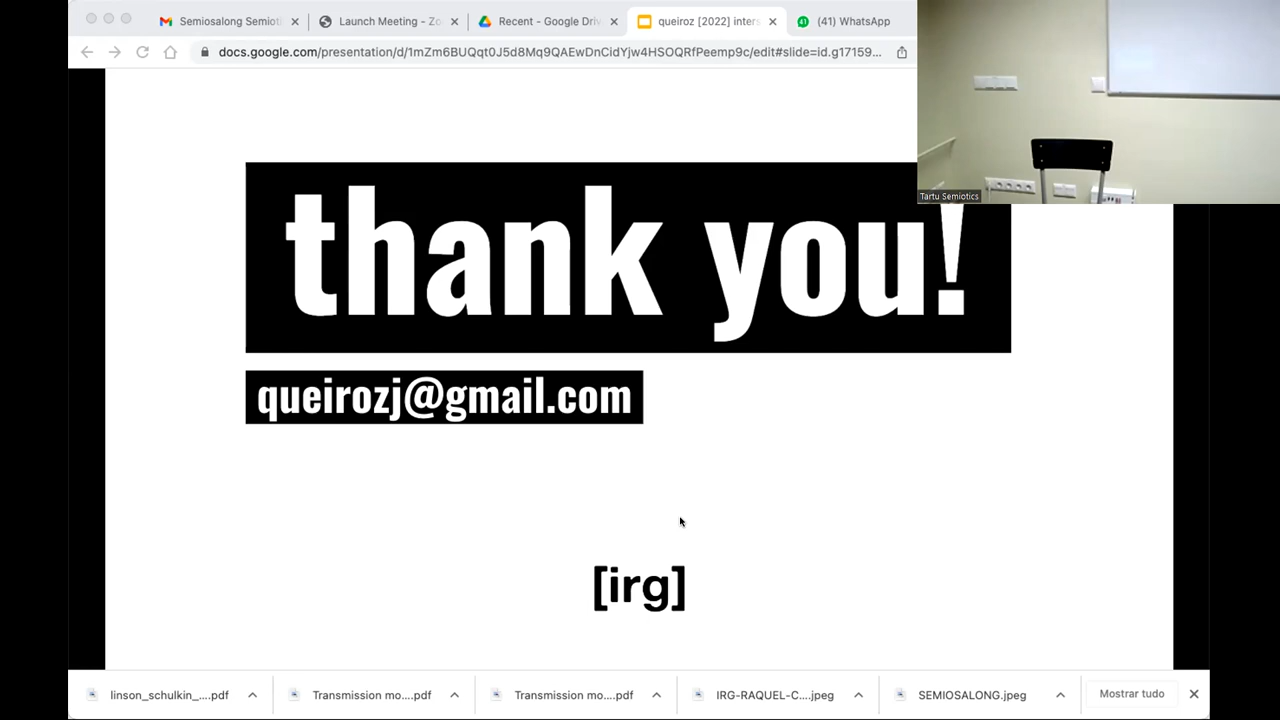 Semiosalong Semioti
Launch Meeting - Zo
Recent - Google Driv
queiroz [2022] inters
(41) WhatsApp
docs.google.com/presentation/d/1mZm6BUQqt0J5d8Mq9QAEwDnCidYjw4HSOQRfPeemp9c/edit#slide=id.g17159...
Tartu Semiotics
thank you!
queirozj@gmail.com
[irg]
linson_schulkin_....pdf
Transmission mo....pdf
Transmission mo....pdf
IRG-RAQUEL-C....jpeg
SEMIOSALONG.jpeg
Mostrar tudo